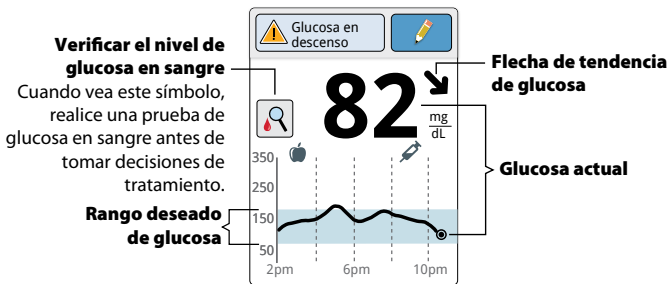 Glucosa en
descenso
Verificar el nivel de
glucosa en sangre
Cuando vea este símbolo,
realice una prueba de
glucosa en sangre antes de
tomar decisiones de
tratamiento.
Rango deseado
de glucosa
82
mg
dL
Flecha de tendencia
de glucosa
Glucosa actual
350
250
150
50
2pm 6pm 10pm